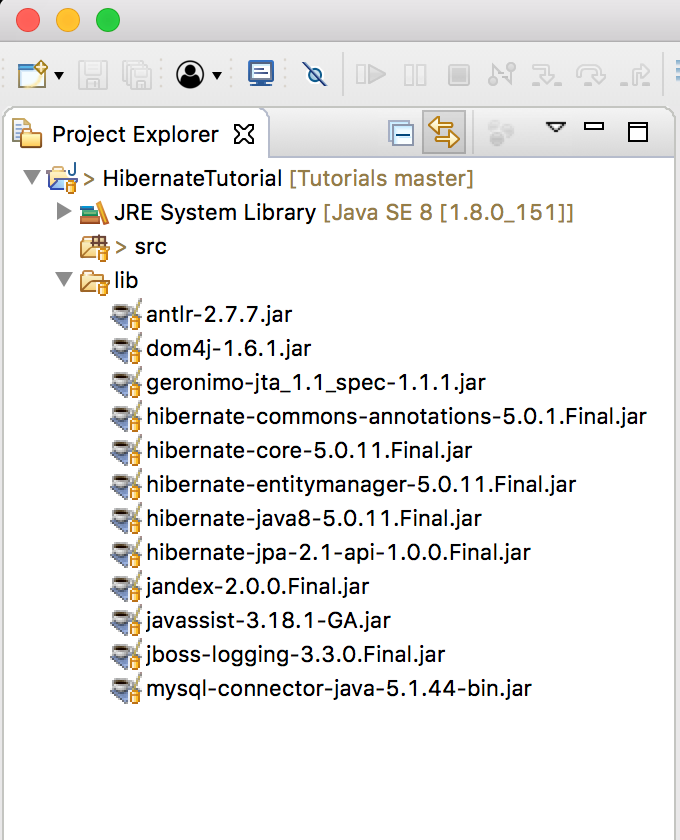 Project Explorer
> HibernateTutorial [Tutorials master]
JRE System Library [Java SE 8 [1.8.0_151]]
> src
lib
antlr-2.7.7.jar
dom4j-1.6.1.jar
geronimo-jta_1.1_spec-1.1.1.jar
hibernate-commons-annotations-5.0.1.Final.jar
hibernate-core-5.0.11.Final.jar
hibernate-entitymanager-5.0.11.Final.jar
hibernate-java8-5.0.11.Final.jar
hibernate-jpa-2.1-api-1.0.0.Final.jar
jandex-2.0.0.Final.jar
javassist-3.18.1-GA.jar
jboss-logging-3.3.0.Final.jar
mysql-connector-java-5.1.44-bin.jar